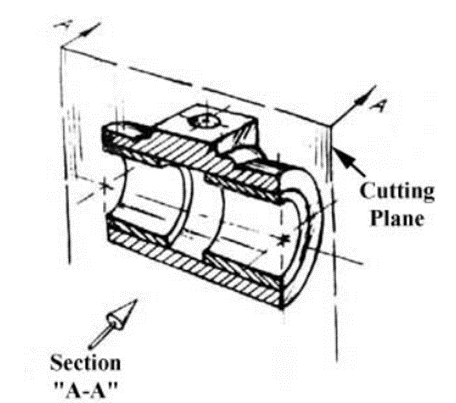 A
A
Cutting
Plane
Section
"A-A"